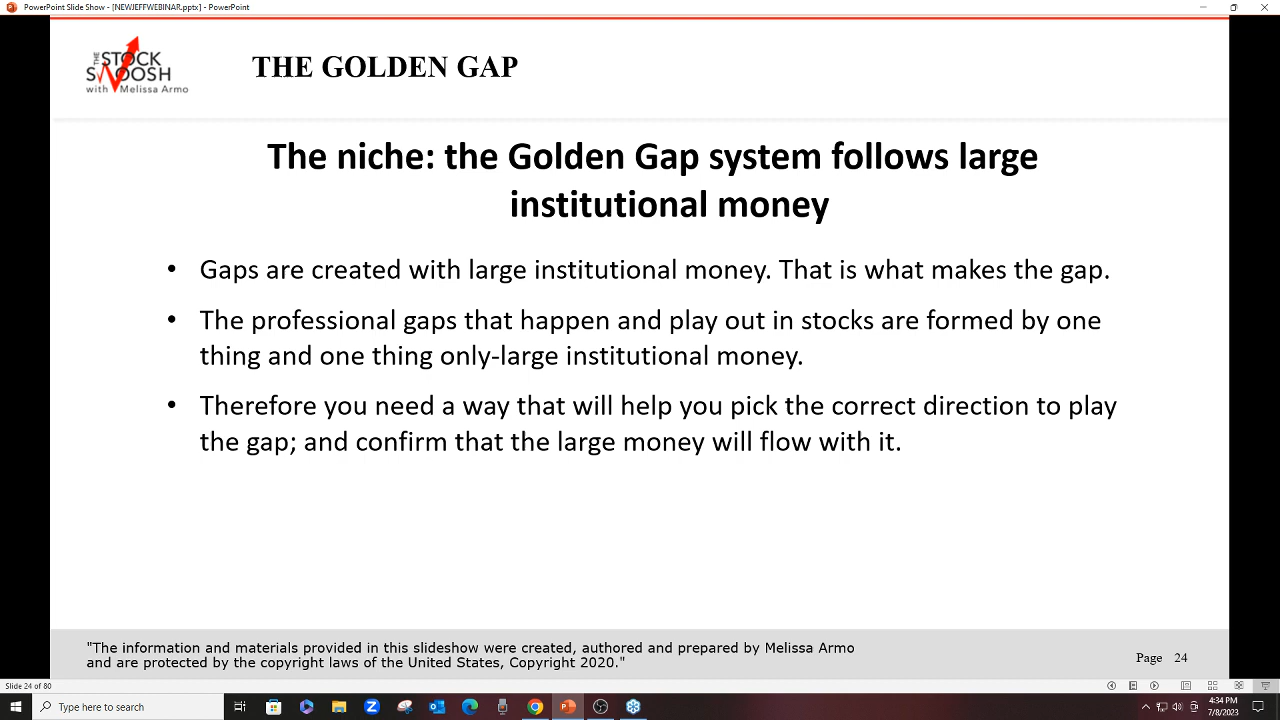 PowerPoint Slide Show - [NEWJEFFWEBINAR.pptx] - PowerPoint
THE STOCK
SWOOSH
with Melissa Armo
THE GOLDEN GAP
The niche: the Golden Gap system follows large
institutional money
• Gaps are created with large institutional money. That is what makes the gap.
• The professional gaps that happen and play out in stocks are formed by one
thing and one thing only-large institutional money.
• Therefore you need a way that will help you pick the correct direction to play
the gap; and confirm that the large money will flow with it.
"The information and materials provided in this slideshow were created, authored and prepared by Melissa Armo
and are protected by the copyright laws of the United States, Copyright 2020."
Page 24
Slide 24 of 80
Type here to search
4:34 PM
7/8/2023